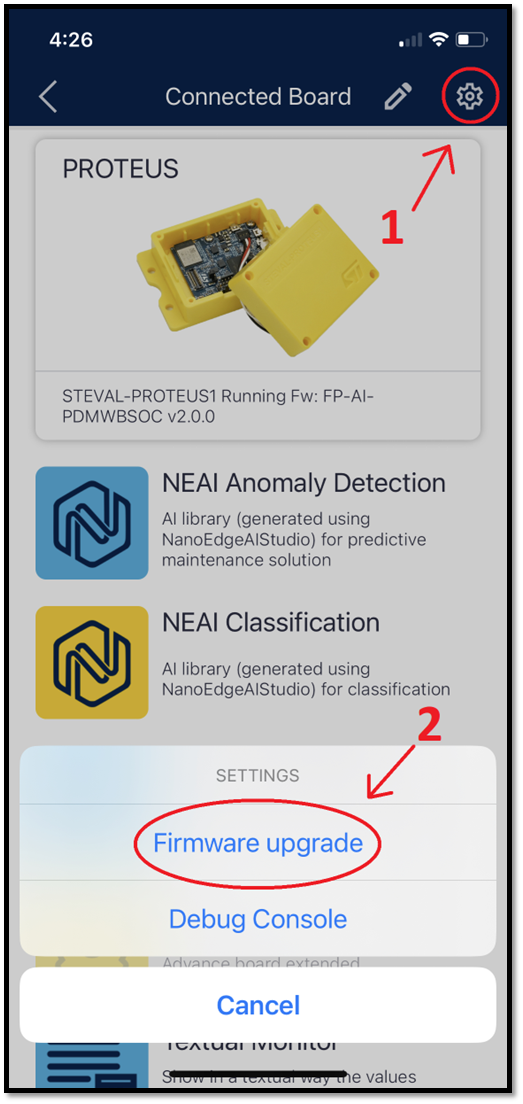 4:26
Connected Board
1
PROTEUS
STEVAL-PROTEUS1 Running Fw: FP-AI-
PDMWBSOC v2.0.0
NEAI Anomaly Detection
AI library (generated using
NanoEdgeAIStudio) for predictive
maintenance solution
NEAI Classification
AI library (generated using
NanoEdgeAIStudio) for classification
2
SETTINGS
Firmware upgrade
Debug Console
Advance board extended
Cancel
Textual Monitor
Show in a textual way the values